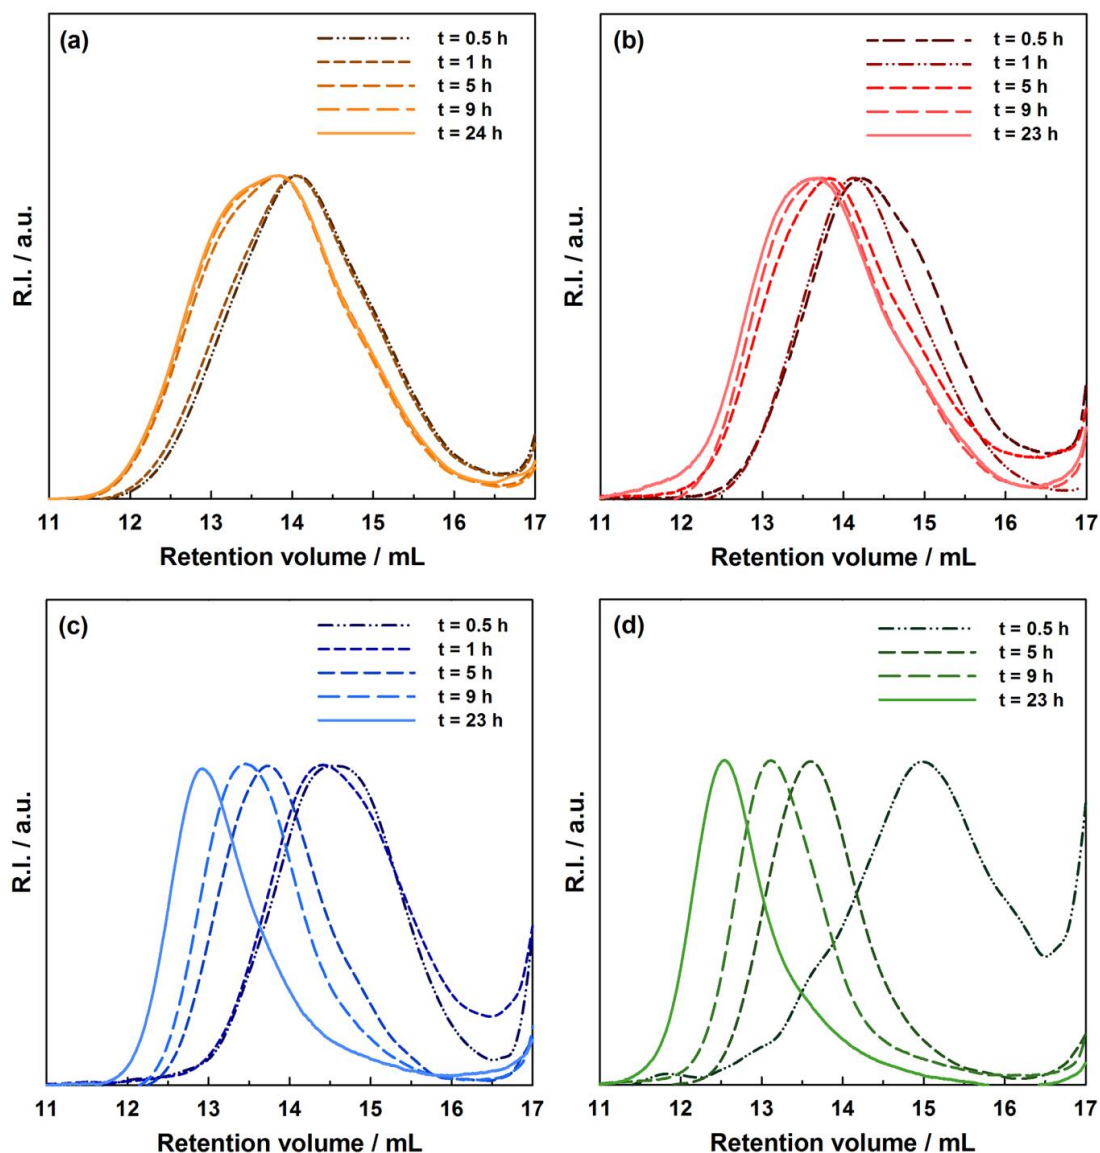 (a)
t = 0.5 h
t = 1 h
t = 5 h
t = 9 h
t = 24 h
R.I. / a.u.
11 12 13 14 15 16 17
Retention volume / mL
(b)
t = 0.5 h
t = 1 h
t = 5 h
t = 9 h
t = 23 h
R.I. / a.u.
11 12 13 14 15 16 17
Retention volume / mL
(c)
t = 0.5 h
t = 1 h
t = 5 h
t = 9 h
t = 23 h
R.I. / a.u.
11 12 13 14 15 16 17
Retention volume / mL
(d)
t = 0.5 h
t = 5 h
t = 9 h
t = 23 h
R.I. / a.u.
11 12 13 14 15 16 17
Retention volume / mL